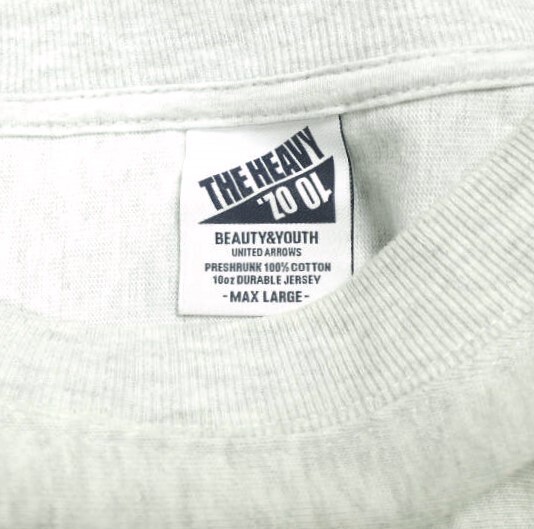 THE HEAVY
10 OZ.
BEAUTY&YOUTH
UNITED ARROWS
PRESHRUNK 100% COTTON
10oz DURABLE JERSEY
-MAX LARGE-